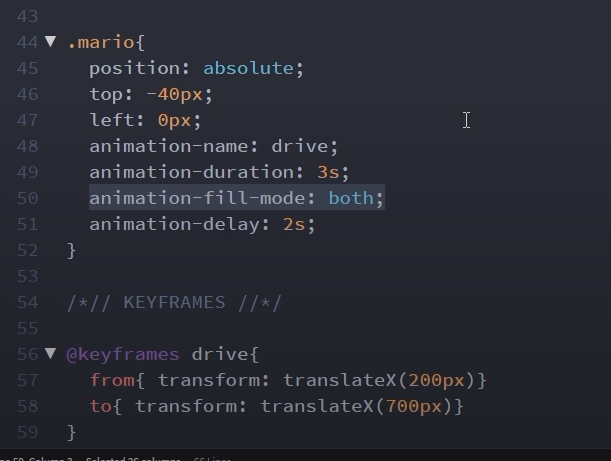 43
44 ▼ .mario{
45 position: absolute;
46 top: -40px;
47 left: 0px;
48 animation-name: drive;
49 animation-duration: 3s;
50 animation-fill-mode: both;
51 animation-delay: 2s;
52 }
53
54 /*// KEYFRAMES //*/
55
56 ▼ @keyframes drive{
57 from{ transform: translateX(200px)}
58 to{ transform: translateX(700px)}
59 }